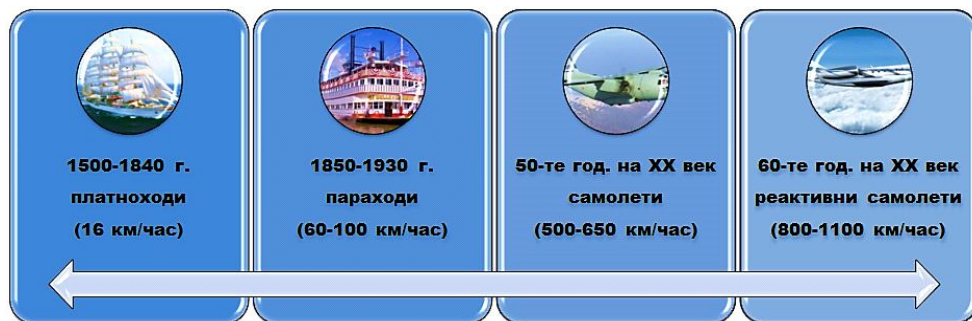 1500-1840 г.
платноходи
(16 км/час)
1850-1930 г.
параходи
(60-100 км/час)
50-те год. на XX век
самолети
(500-650 км/час)
60-те год. на XX век
реактивни самолети
(800-1100 км/час)